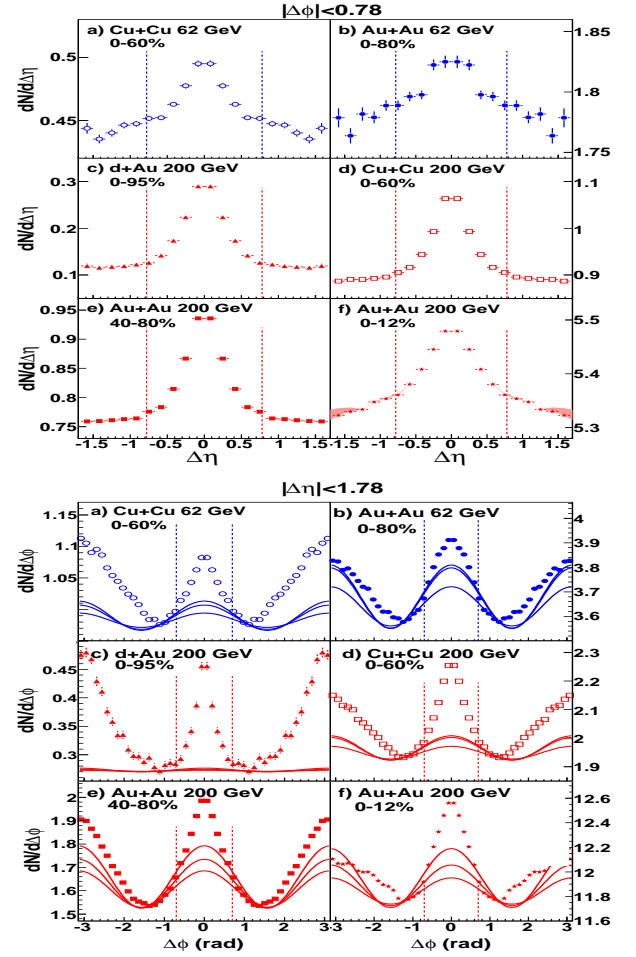 |Δϕ|<0.78
a) Cu+Cu 62 GeV
0-60%
b) Au+Au 62 GeV
0-80%
dN/dΔη
0.5
0.45
1.85
1.8
1.75
c) d+Au 200 GeV
0-95%
d) Cu+Cu 200 GeV
0-60%
dN/dΔη
0.3
0.2
0.1
1.1
1
0.9
e) Au+Au 200 GeV
40-80%
f) Au+Au 200 GeV
0-12%
dN/dΔη
0.95
0.9
0.85
0.8
0.75
5.5
5.4
5.3
-1.5 -1 -0.5 0 0.5 1 1.5 -1.5 -1 -0.5 0 0.5 1 1.5
Δη Δη
|Δη|<1.78
a) Cu+Cu 62 GeV
0-60%
b) Au+Au 62 GeV
0-80%
dN/dΔϕ
1.15
1.1
1.05
4
3.9
3.8
3.7
3.6
c) d+Au 200 GeV
0-95%
d) Cu+Cu 200 GeV
0-60%
dN/dΔϕ
0.45
0.4
0.35
0.3
2.3
2.2
2.1
2
1.9
e) Au+Au 200 GeV
40-80%
f) Au+Au 200 GeV
0-12%
dN/dΔϕ
2
1.9
1.8
1.7
1.6
1.5
12.6
12.4
12.2
12
11.8
11.6
-3 -2 -1 0 1 2 3 -3 -2 -1 0 1 2 3
Δϕ (rad) Δϕ (rad)